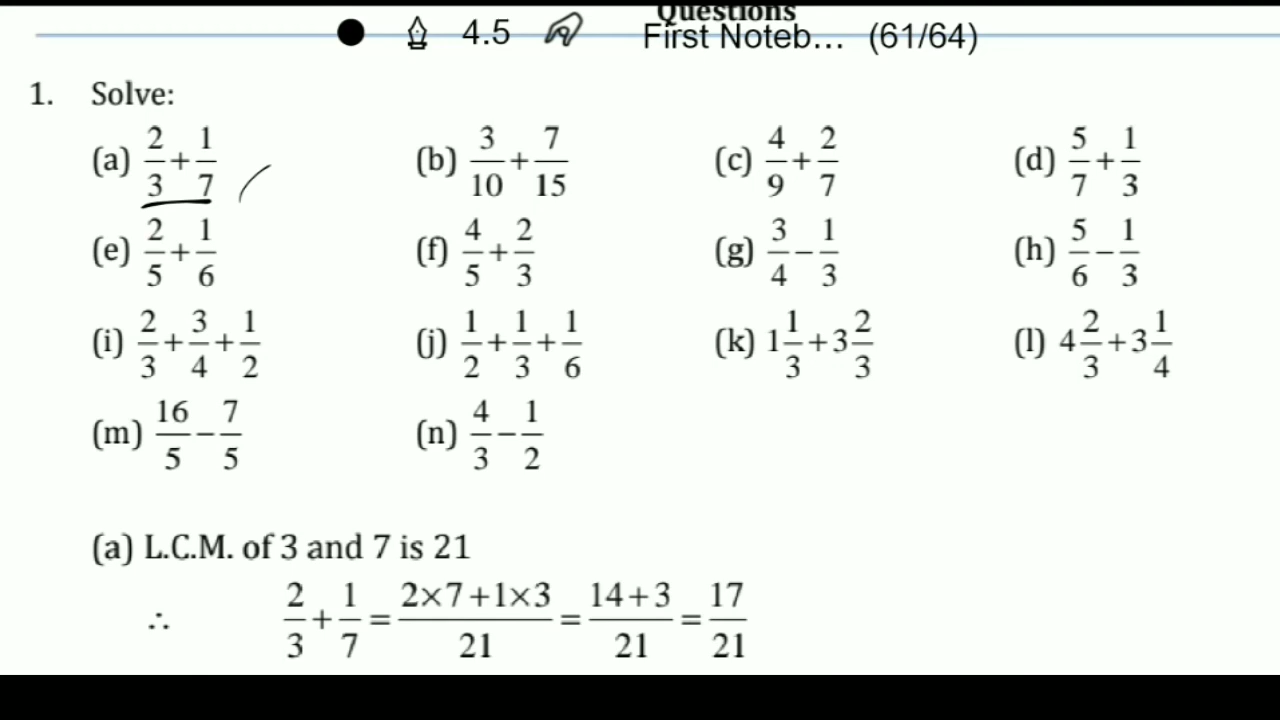 Questions
4.5 First Noteb... (61/64)
1. Solve:
(a) 2/3 + 1/7 (b) 3/10 + 7/15 (c) 4/9 + 2/7 (d) 5/7 + 1/3
(e) 2/5 + 1/6 (f) 4/5 + 2/3 (g) 3/4 − 1/3 (h) 5/6 − 1/3
(i) 2/3 + 3/4 + 1/2 (j) 1/2 + 1/3 + 1/6 (k) 1 1/3 + 3 2/3 (l) 4 2/3 + 3 1/4
(m) 16/5 − 7/5 (n) 4/3 − 1/2
(a) L.C.M. of 3 and 7 is 21
∴ 2/3 + 1/7 = 2×7+1×3/21 = 14+3/21 = 17/21